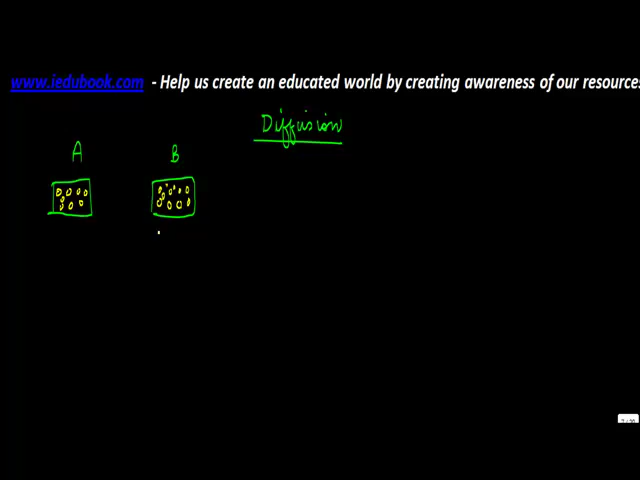 www.iedubook.com - Help us create an educated world by creating awareness of our resources
Diffusion
A B